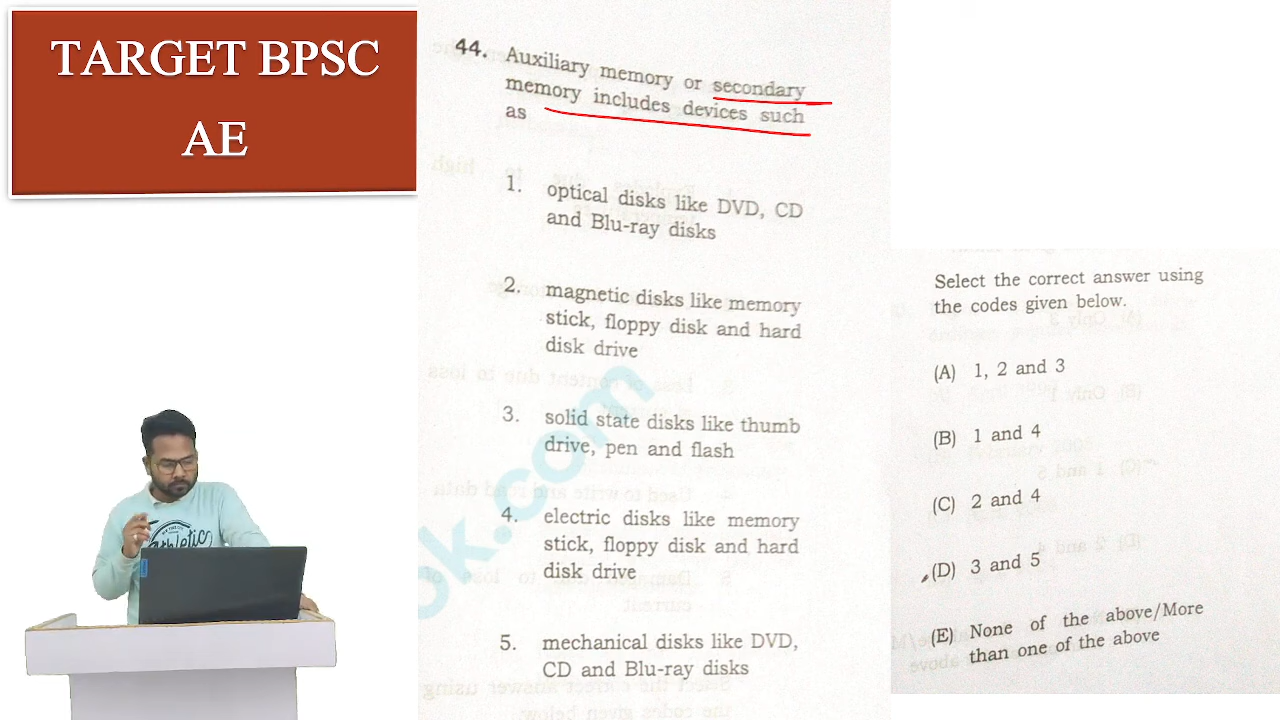 TARGET BPSC
AE
44. Auxiliary memory or secondary
memory includes devices such
as
1. optical disks like DVD, CD
and Blu-ray disks
2. magnetic disks like memory
stick, floppy disk and hard
disk drive
3. solid state disks like thumb
drive, pen and flash
4. electric disks like memory
stick, floppy disk and hard
disk drive
5. mechanical disks like DVD,
CD and Blu-ray disks
Select the correct answer using
the codes given below.
(A) 1, 2 and 3
(B) 1 and 4
(C) 2 and 4
(D) 3 and 5
(E) None of the above/More
than one of the above
ok.com